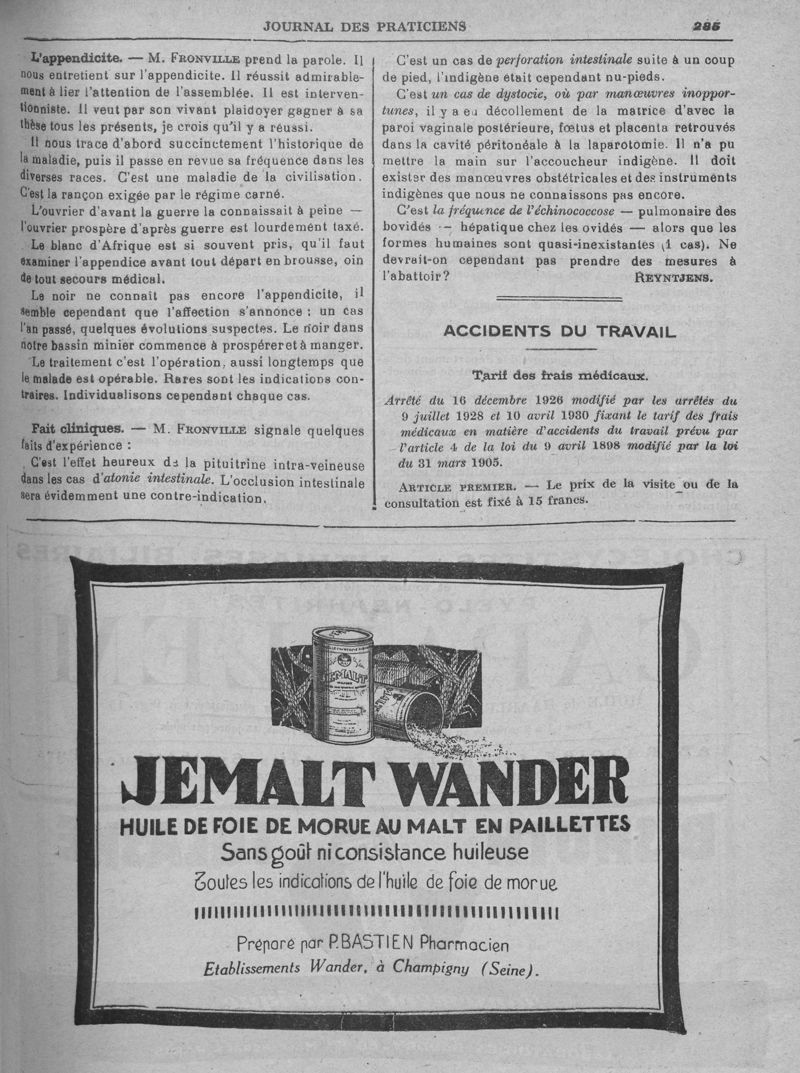 JOURNAL DES PRATICIENS 285
L'appendicite. — M. FRONVILLE prend la parole. Il
nous entretient sur l'appendicite. Il réussit admirable-
ment à lier l'attention de l'assemblée. Il est interven-
tionniste. Il veut par son vivant plaidoyer gagner à sa
thèse tous les présents, je crois qu'il y a réussi.
Il nous trace d'abord succinctement l'historique de
la maladie, puis il passe en revue sa fréquence dans les
diverses races. C'est une maladie de la civilisation.
C'est la rançon exigée par le régime carné.
L'ouvrier d'avant la guerre la connaissait à peine —
l'ouvrier prospère d'après guerre est lourdement taxé.
Le blanc d'Afrique est si souvent pris, qu'il faut
examiner l'appendice avant tout départ en brousse, oin
de tout secours médical.
Le noir ne connaît pas encore l'appendicite, il
semble cependant que l'affection s'annonce : un cas
l'an passé, quelques évolutions suspectes. Le noir dans
notre bassin minier commence à prospérer et à manger.
Le traitement c'est l'opération, aussi longtemps que
le malade est opérable. Rares sont les indications con-
traires. Individualisons cependant chaque cas.
Fait cliniques. — M. FRONVILLE signale quelques
faits d'expérience :
C'est l'effet heureux de la pituitrine intra-veineuse
dans les cas d'atonie intestinale. L'occlusion intestinale
sera évidemment une contre-indication.
C'est un cas de perforation intestinale suite à un coup
de pied, l'indigène était cependant nu-pieds.
C'est un cas de dystocie, où par manœuvres inoppor-
tunes, il y a eu décollement de la matrice d'avec la
paroi vaginale postérieure, fœtus et placenta retrouvés
dans la cavité péritonéale à la laparotomie. Il n'a pu
mettre la main sur l'accoucheur indigène. Il doit
exister des manœuvres obstétricales et des instruments
indigènes que nous ne connaissons pas encore.
C'est la fréquence de l'échinococcose — pulmonaire des
bovidés — hépatique chez les ovidés — alors que les
formes humaines sont quasi-inexistantes (1 cas). Ne
devrait-on cependant pas prendre des mesures à
l'abattoir? REYNTJENS.
ACCIDENTS DU TRAVAIL
Tarif des frais médicaux.
Arrêté du 16 décembre 1926 modifié par les arrêtés du
9 juillet 1928 et 10 avril 1930 fixant le tarif des frais
médicaux en matière d'accidents du travail prévu par
l'article 4 de la loi du 9 avril 1898 modifié par la loi
du 31 mars 1905.
ARTICLE PREMIER. — Le prix de la visite ou de la
consultation est fixé à 15 francs.
JEMALT
JEMALT WANDER
HUILE DE FOIE DE MORUE AU MALT EN PAILLETTES
Sans goût ni consistance huileuse
Toutes les indications de l'huile de foie de morue
Préparé par P. BASTIEN Pharmacien
Etablissements Wander, à Champigny (Seine).